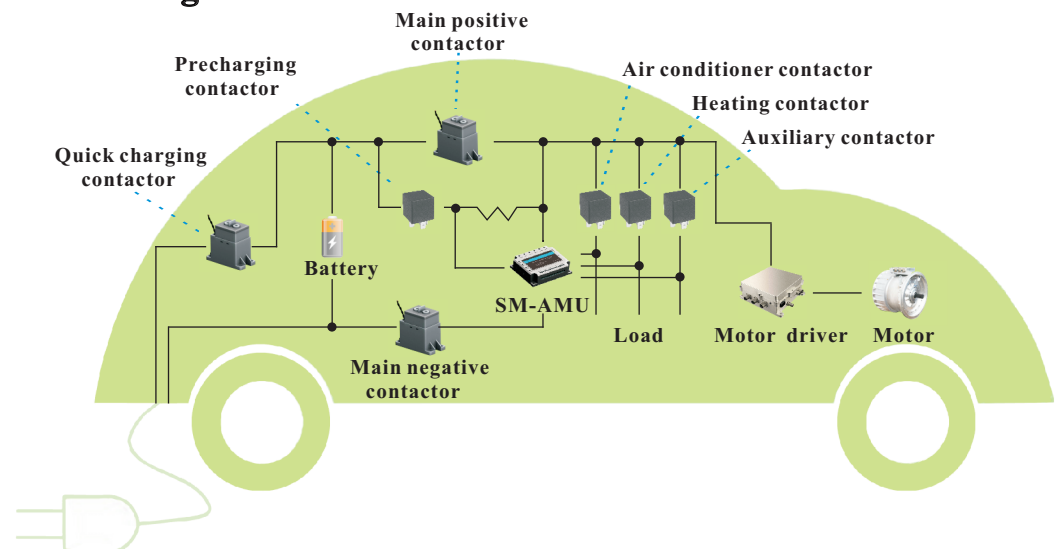 Main positive
contactor
Precharging
contactor
Air conditioner contactor
Heating contactor
Auxiliary contactor
Quick charging
contactor
Battery
SM-AMU
Load
Motor driver
Motor
Main negative
contactor